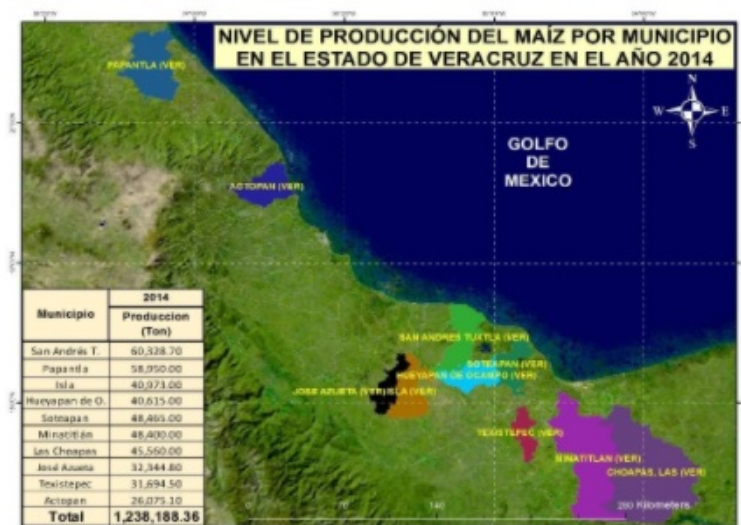 NIVEL DE PRODUCCIÓN DEL MAÍZ POR MUNICIPIO
EN EL ESTADO DE VERACRUZ EN EL AÑO 2014
PAPANTLA (VER)
N
W E
S
GOLFO
DE
MEXICO
ACTOPAN (VER)
SAN ANDRES TUXTLA (VER)
SOTEAPAN (VER)
HUEYAPAN DE OCAMPO (VER)
JOSE AZUETA (VER) ISLA (VER)
TEXISTEPEC (VER)
MINATITLAN (VER)
CHOAPAS, LAS (VER)
Municipio 2014
Produccion
(Ton)
San Andrés T. 60,328.70
Papantla 58,950.00
Isla 40,973.00
Hueyapan de O. 40,615.00
Soteapan 48,465.00
Minatitlán 48,400.00
Las Choapas 45,560.00
José Azueta 32,344.80
Texistepec 31,694.50
Actopan 26,075.10
Total 1,238,188.36
0 70 140 280 Kilometers